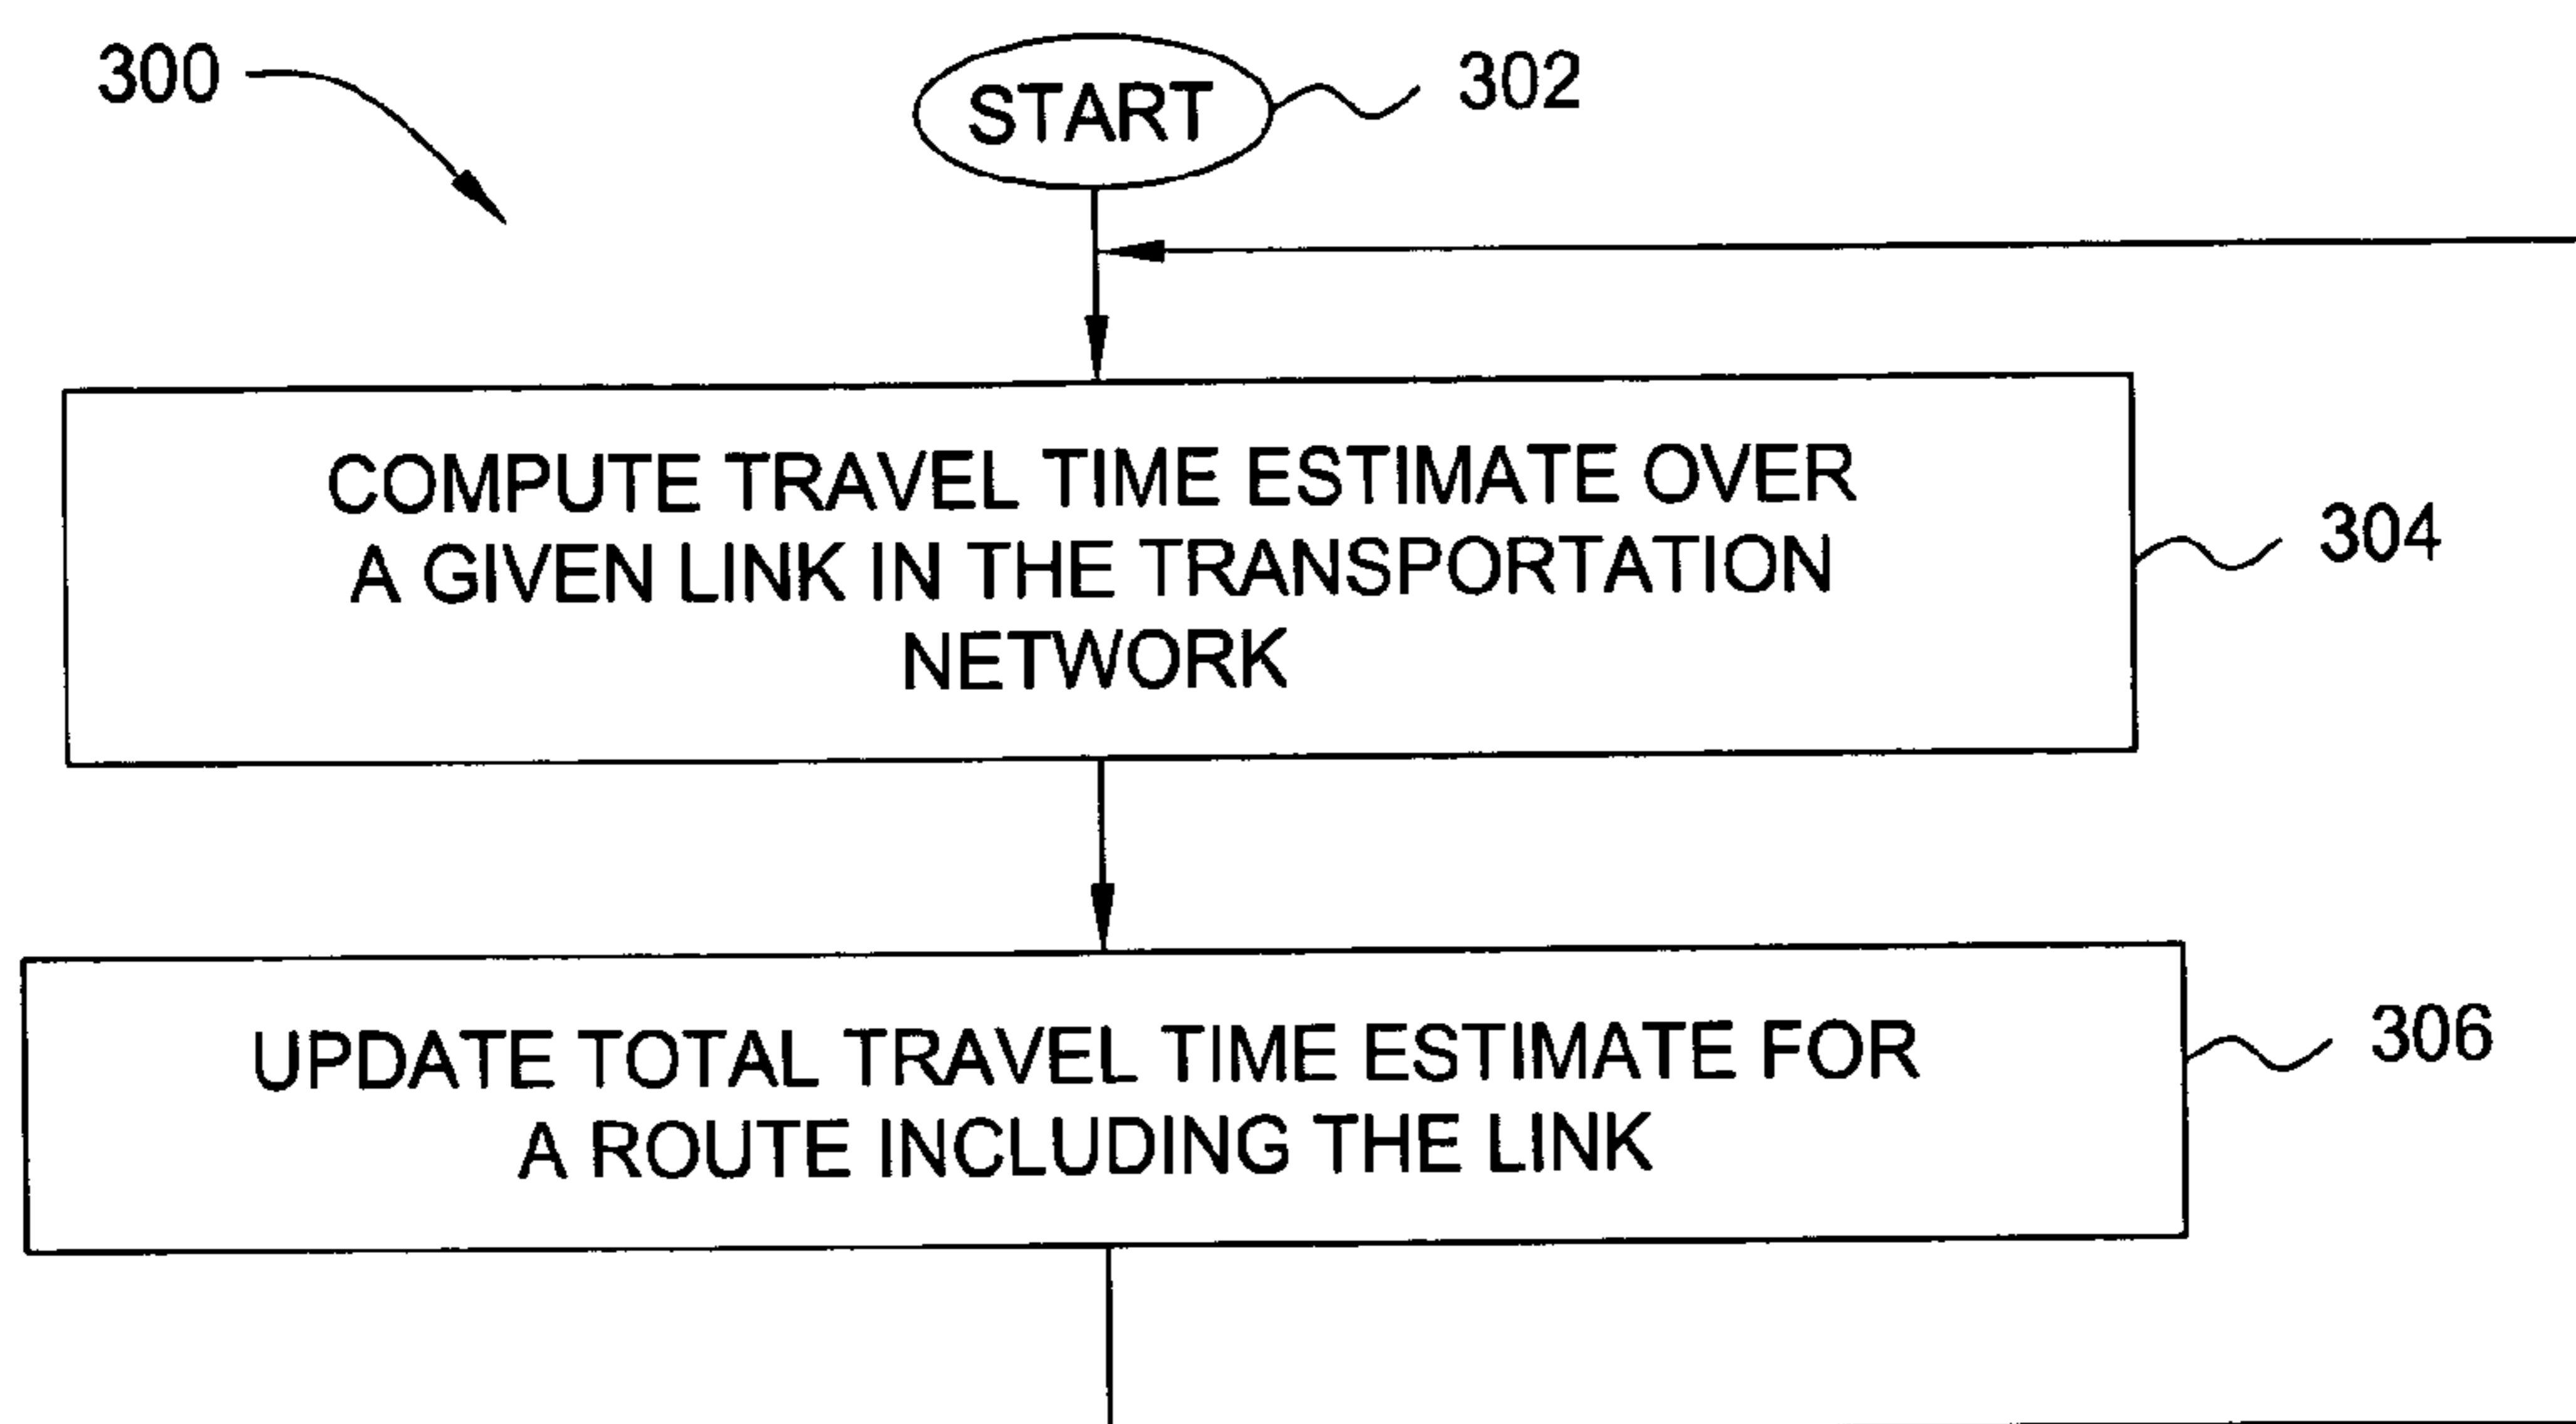 300
START
302
COMPUTE TRAVEL TIME ESTIMATE OVER
A GIVEN LINK IN THE TRANSPORTATION
NETWORK
304
UPDATE TOTAL TRAVEL TIME ESTIMATE FOR
A ROUTE INCLUDING THE LINK
306